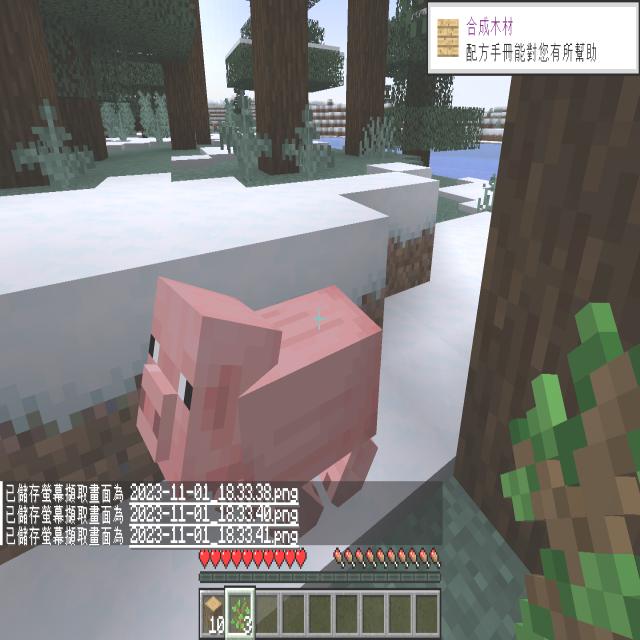 合成木材
配方手冊能對您有所幫助
已儲存螢幕擷取畫面為 2023-11-01_18.33.38.png
已儲存螢幕擷取畫面為 2023-11-01_18.33.40.png
已儲存螢幕擷取畫面為 2023-11-01_18.33.41.png
10 3